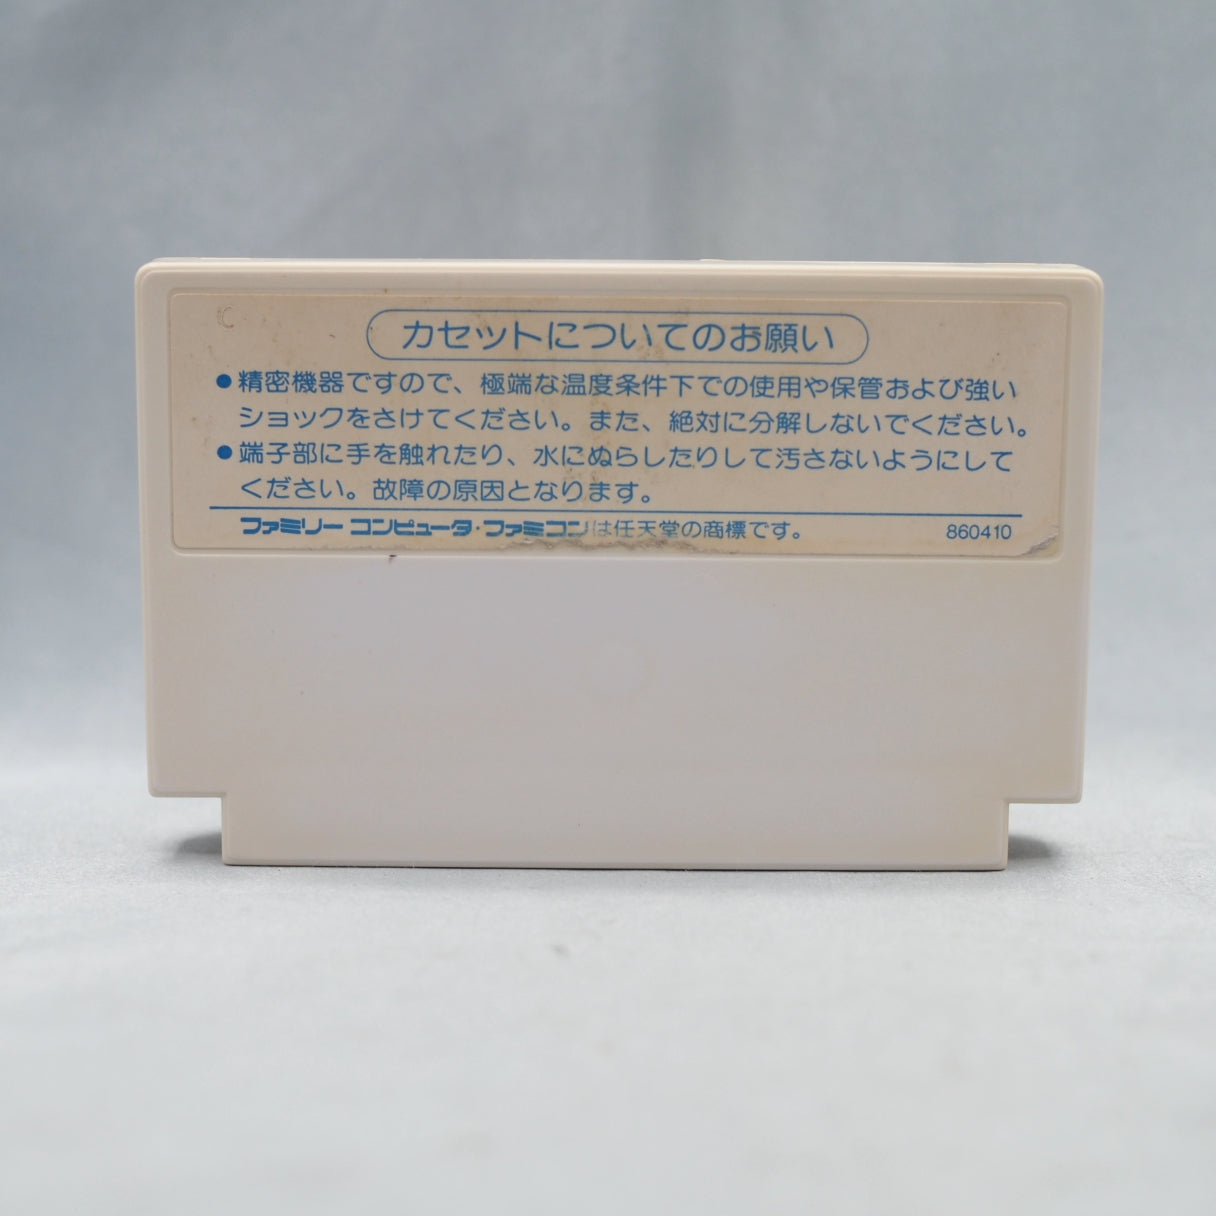 カセットについてのお願い
●精密機器ですので、極端な温度条件下での使用や保管および強い
ショックをさけてください。また、絶対に分解しないでください。
●端子部に手を触れたり、水にぬらしたりして汚さないようにして
ください。故障の原因となります。
ファミリー コンピュータ・ファミコンは任天堂の商標です。 860410